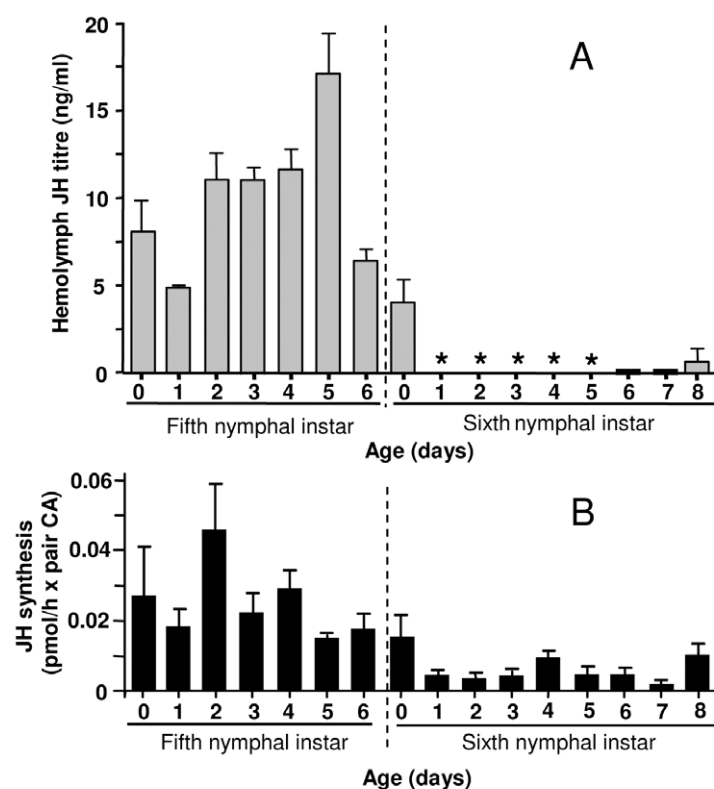 A
Hemolymph JH titre (ng/ml)
20
15
10
5
0
* * * * *
0 1 2 3 4 5 6 0 1 2 3 4 5 6 7 8
Fifth nymphal instar Sixth nymphal instar
Age (days)
B
JH synthesis
(pmol/h x pair CA)
0.06
0.04
0.02
0
0 1 2 3 4 5 6 0 1 2 3 4 5 6 7 8
Fifth nymphal instar Sixth nymphal instar
Age (days)